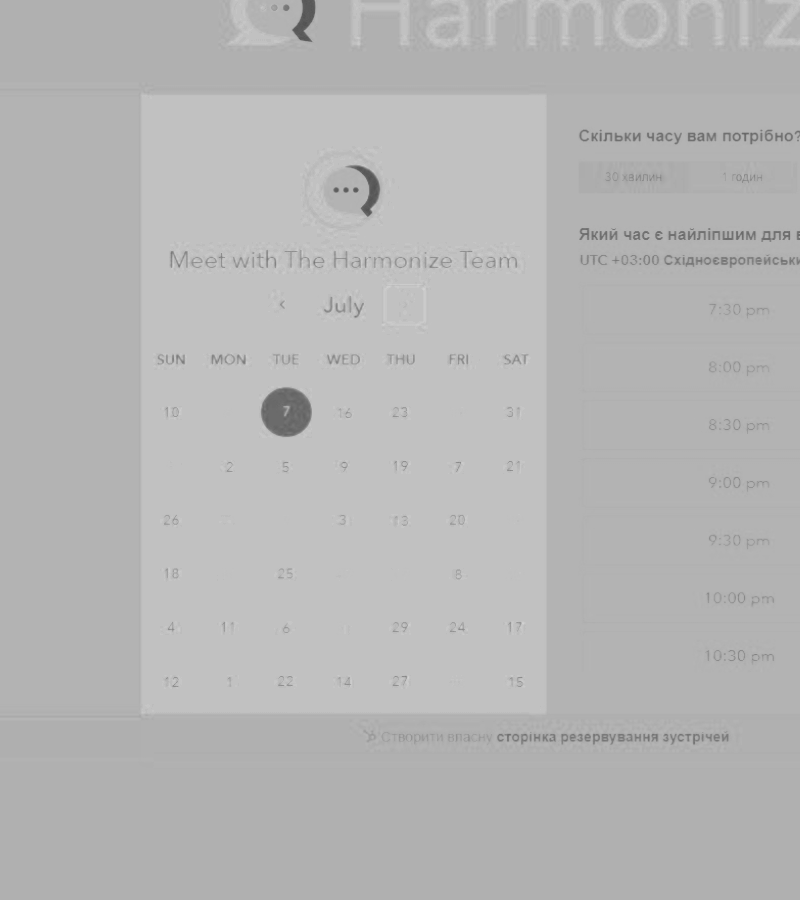 Harmoniz
Meet with The Harmonize Team
July
SUN MON TUE WED THU FRI SAT
10 7 16 23 31
2 5 9 19 7 21
26 3 13 20
18 25 8
4 11 6 29 24 17
12 1 22 14 27 15
Скільки часу вам потрібно?
30 хвилин 1 годин
Який час є найліпшим для в
UTC +03:00 Східноєвропейськи
7:30 pm
8:00 pm
8:30 pm
9:00 pm
9:30 pm
10:00 pm
10:30 pm
Створити власну сторінка резервування зустрічей